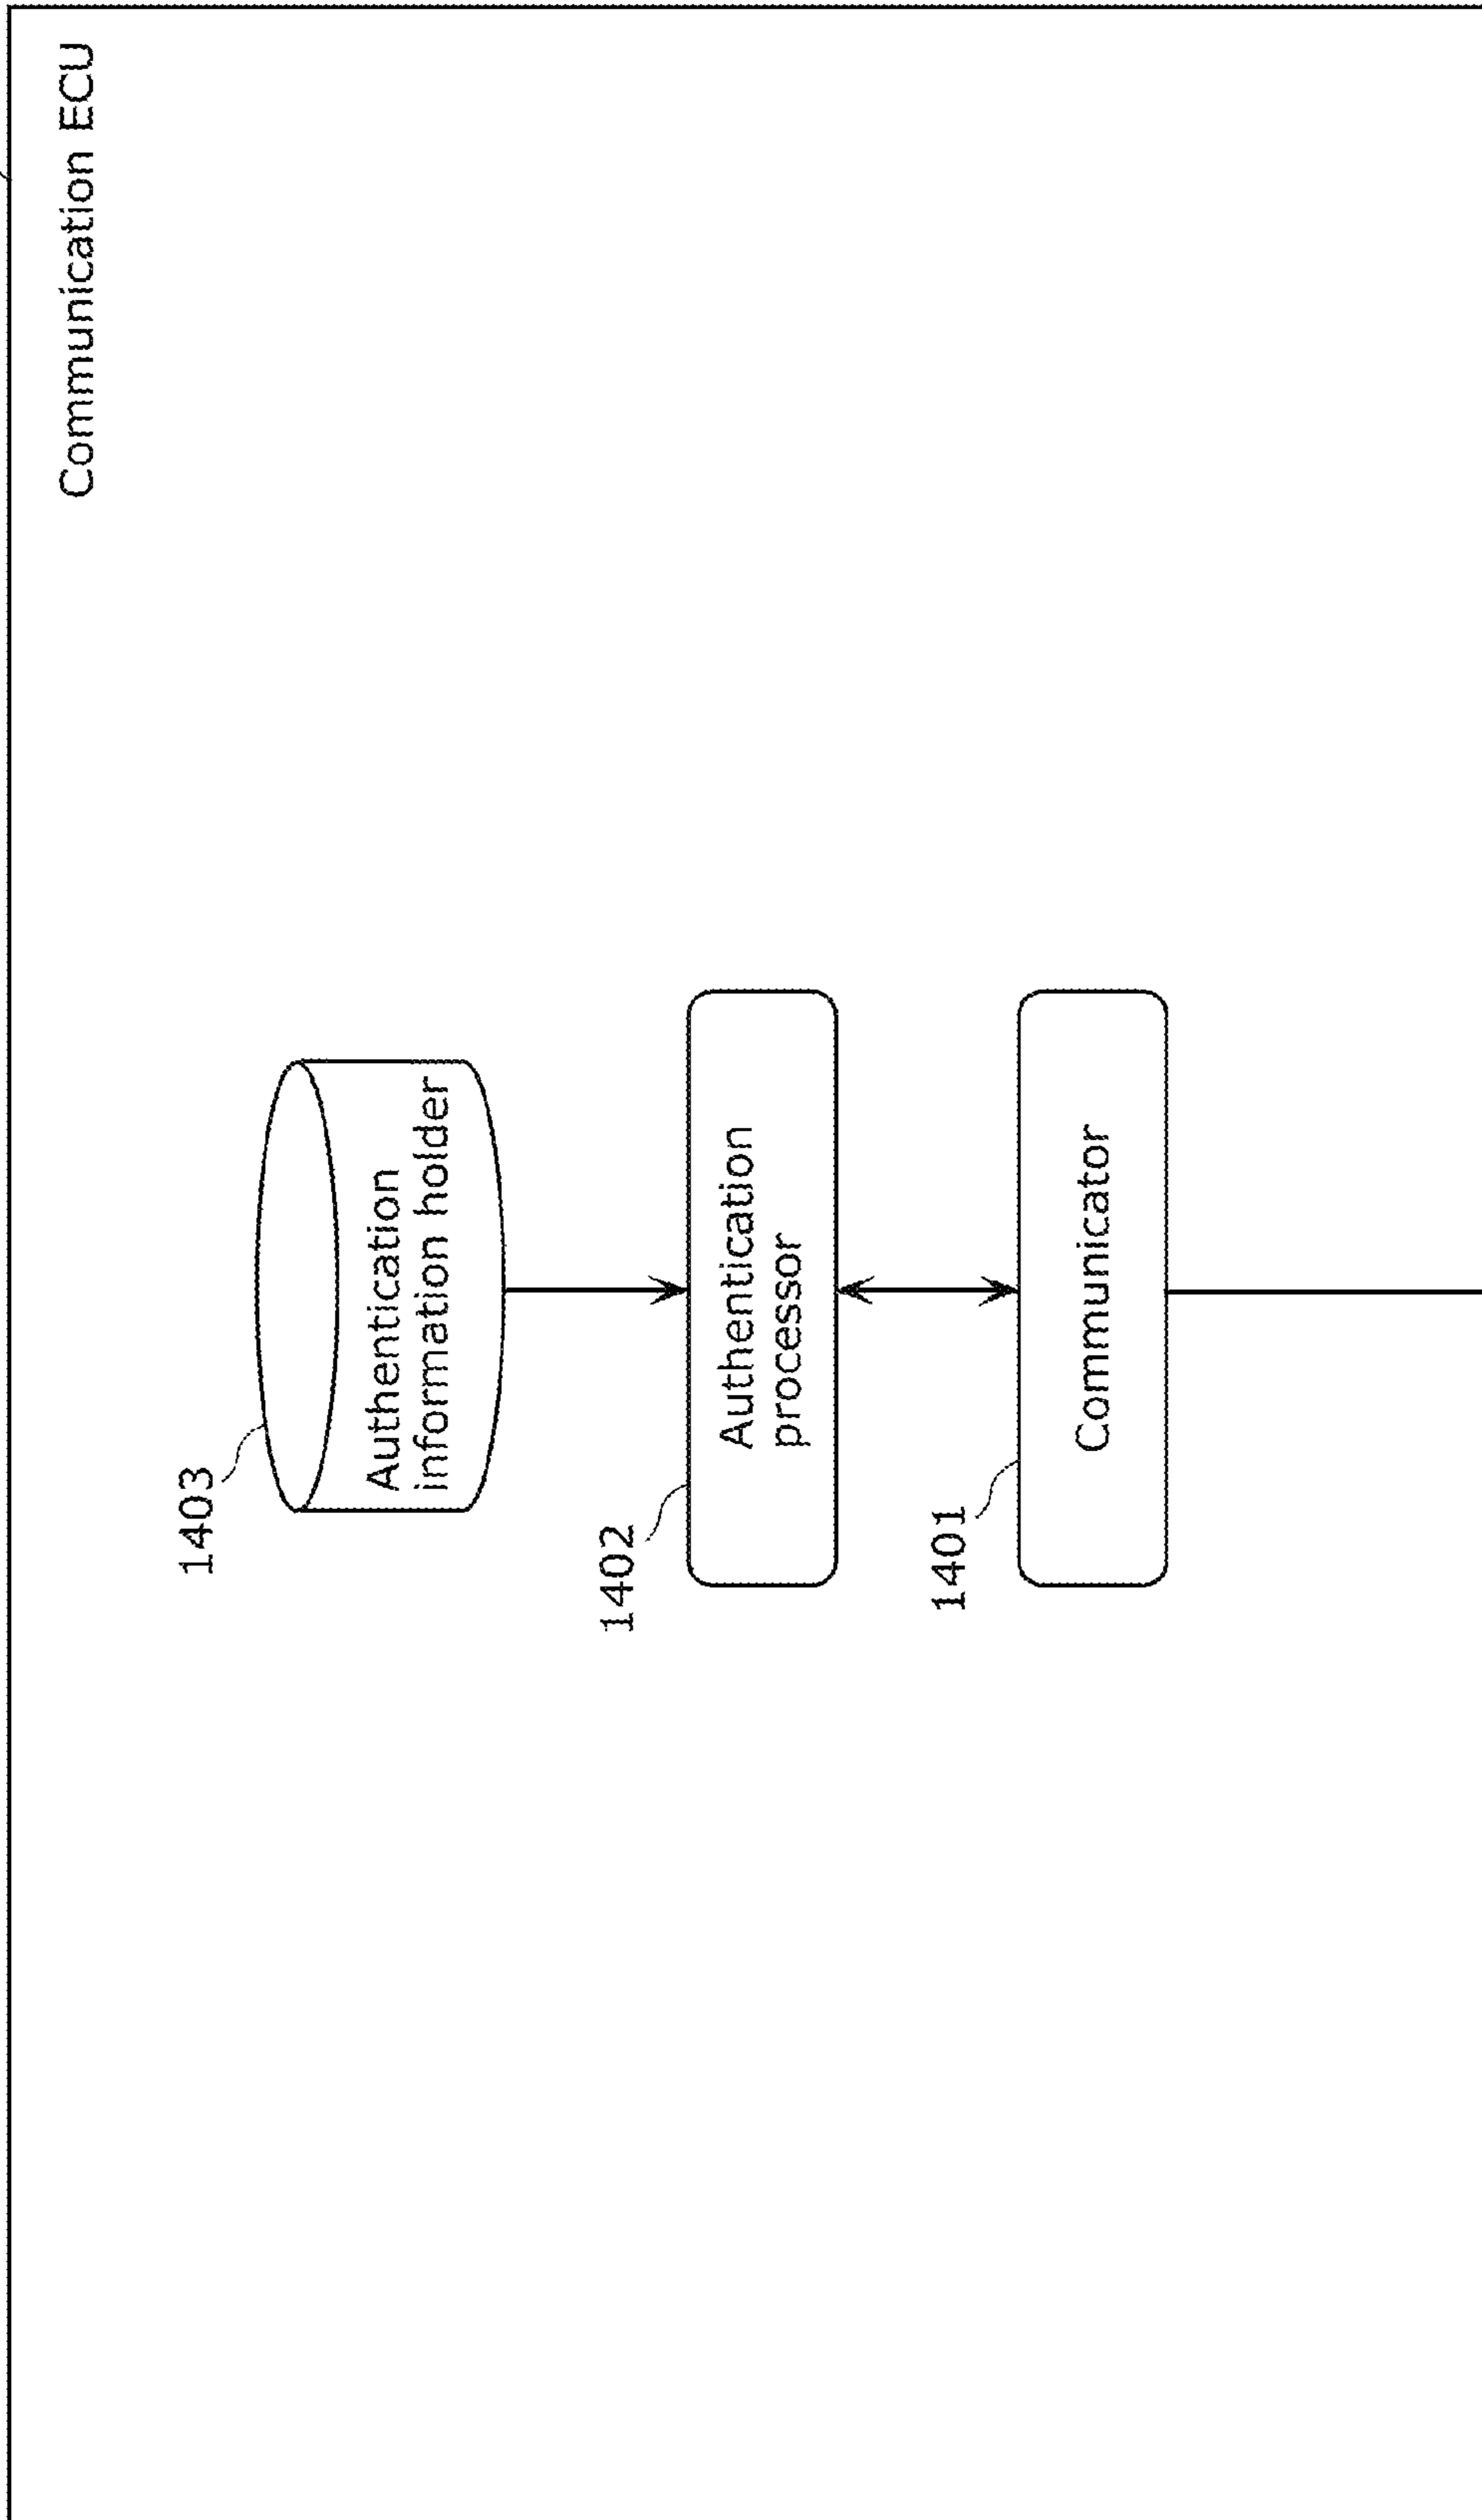 Communication ECU
1403
Authentication
information holder
1402
Authentication
processor
1401
Communicator